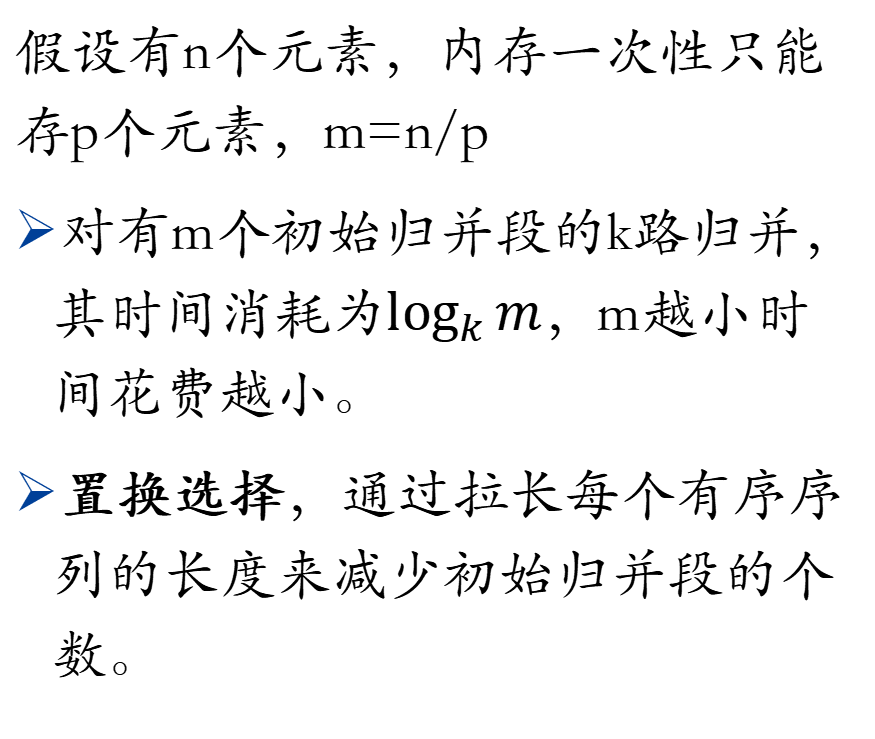 假设有n个元素，内存一次性只能
存p个元素，m=n/p
➢对有m个初始归并段的k路归并，
其时间消耗为logₖ m，m越小时
间花费越小。
➢置换选择，通过拉长每个有序序
列的长度来减少初始归并段的个
数。